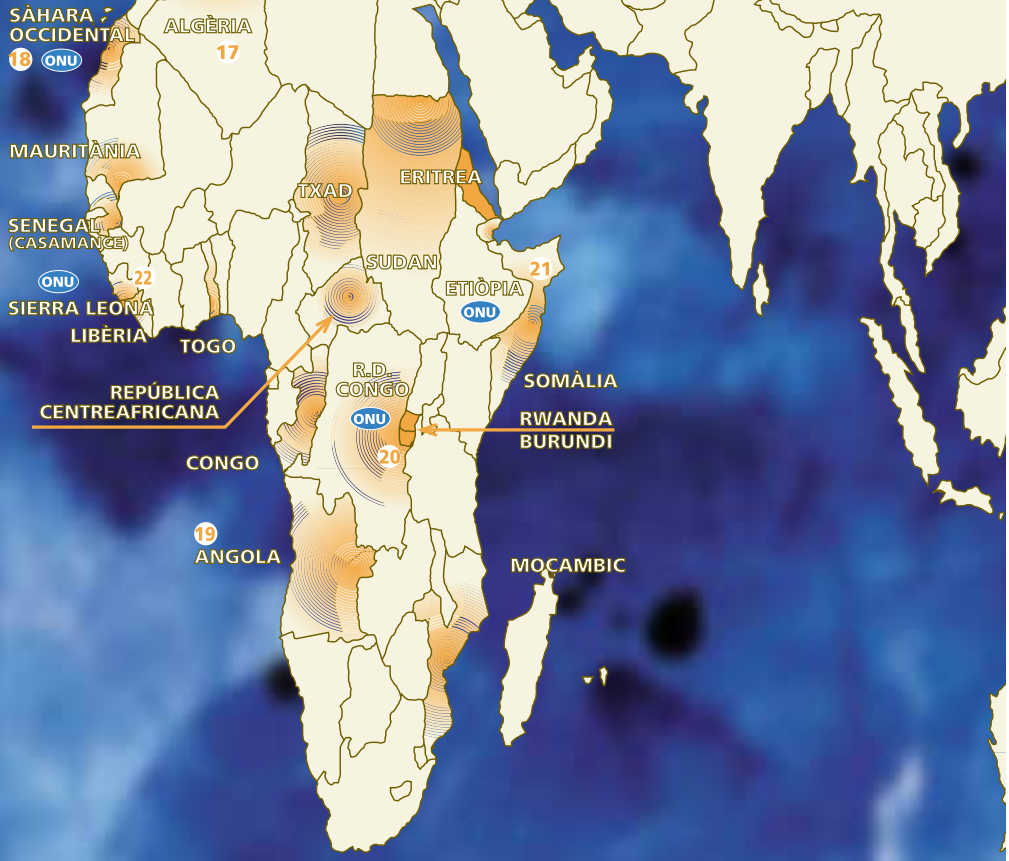 SÀHARA
OCCIDENTAL
18 ONU
ALGÈRIA
17
MAURITÀNIA
TXAD
ERITREA
SENEGAL
(CASAMANCE)
SUDAN
21
ONU
22
ETIÒPIA
ONU
SIERRA LEONA
LIBÈRIA
TOGO
R.D.
CONGO
ONU
SOMÀLIA
REPÚBLICA
CENTREAFRICANA
RWANDA
BURUNDI
20
CONGO
19
ANGOLA
MOÇAMBIC